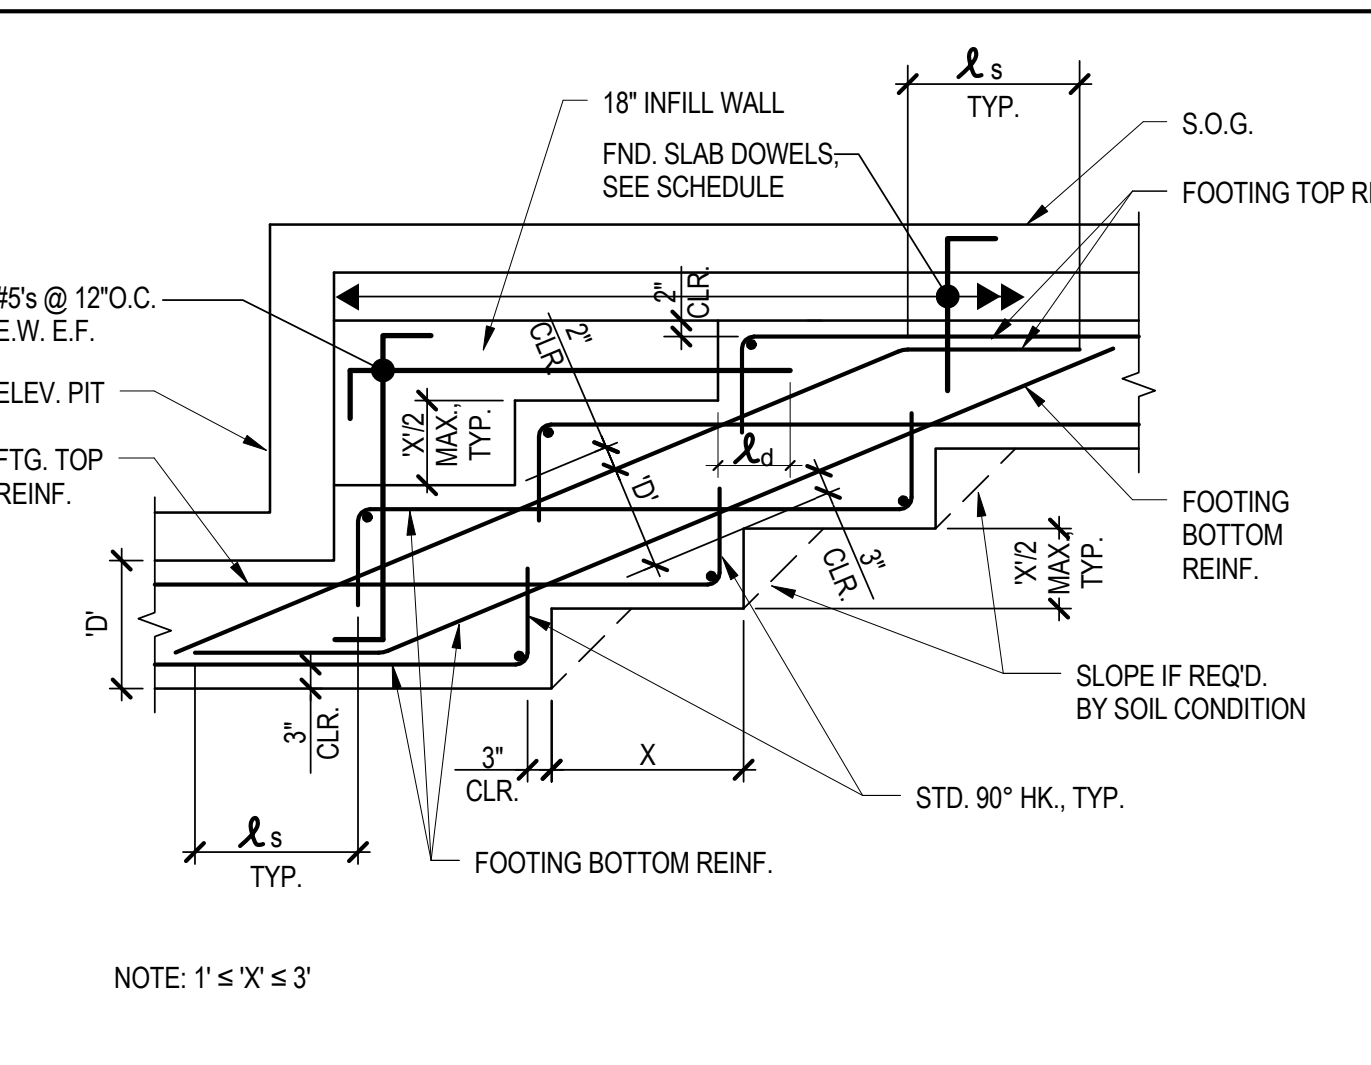 ℓs
TYP.
18" INFILL WALL
FND. SLAB DOWELS,
SEE SCHEDULE
S.O.G.
FOOTING TOP
#5's @ 12"O.C.
E.W. E.F.
2"
CLR.
2"
CLR.
ELEV. PIT
'X'/2
MAX.,
TYP.
FTG. TOP
REINF.
ℓd
'D'
3"
CLR.
FOOTING
BOTTOM
REINF.
'X'/2
MAX.
TYP.
'D'
SLOPE IF REQ'D.
BY SOIL CONDITION
3"
CLR.
3"
CLR.
X
STD. 90° HK., TYP.
ℓs
TYP.
FOOTING BOTTOM REINF.
NOTE: 1' ≤ 'X' ≤ 3'